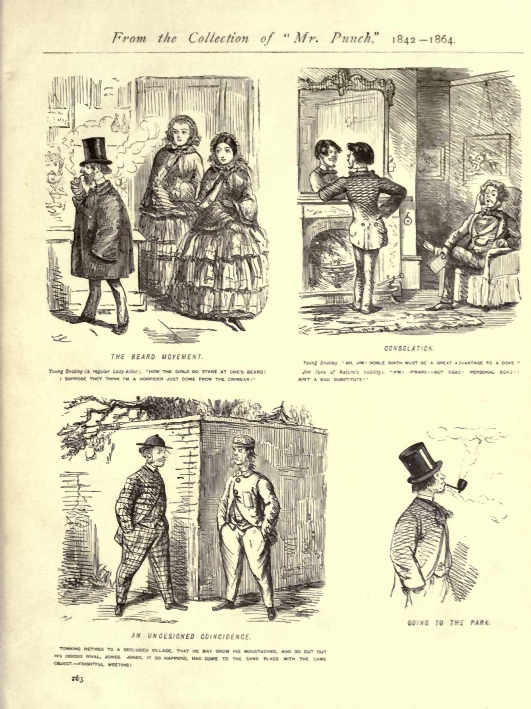 From the Collection of "Mr. Punch," 1842—1864.
THE BEARD MOVEMENT.
Young Snobley (a regular Lady-killer). "HOW THE GIRLS DO STARE AT ONE'S BEARD!
I SUPPOSE THEY THINK I'M A HORFICER JUST COME FROM THE CRIMEAR!"
CONSOLATION.
Young Snobley. "AH, JIM! NOBLE BIRTH MUST BE A GREAT ADVANTAGE TO A COVE."
Jim (one of Nature's nobility). "H'M! P'RAPS!—BUT EGAD! PERSONAL BEAUTY
AIN'T A BAD SUBSTITUTE!"
AN UNDESIGNED COINCIDENCE.
TOMKINS RETIRES TO A SECLUDED VILLAGE, THAT HE MAY GROW HIS MOUSTACHES, AND SO CUT OUT
HIS ODIOUS RIVAL, JONES. JONES, IT SO HAPPENS, HAS COME TO THE SAME PLACE WITH THE SAME
OBJECT.—FRIGHTFUL MEETING!
GOING TO THE PARK.
263